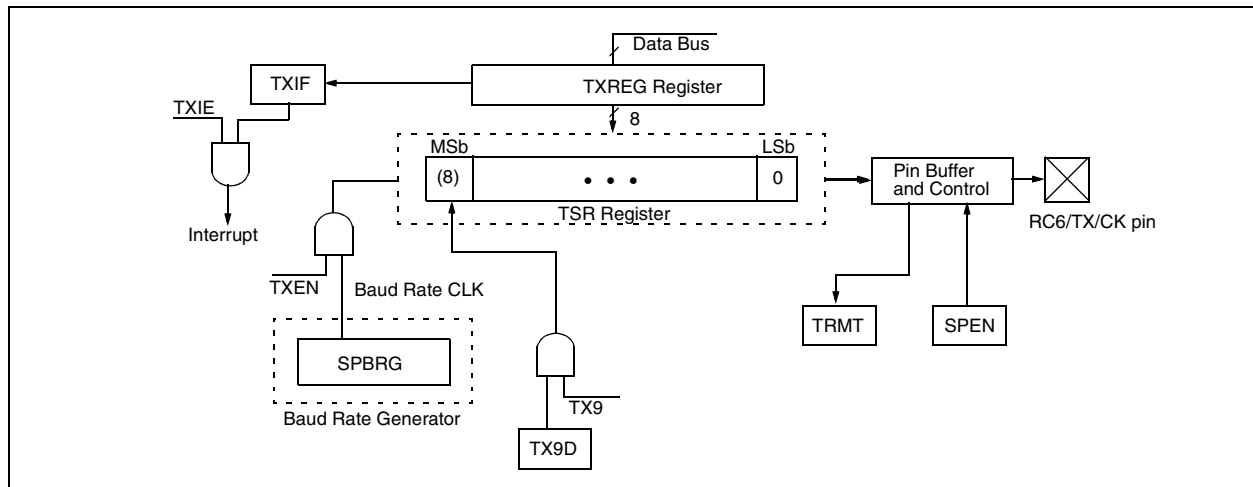 Data Bus
TXIF
TXREG Register
TXIE
8
MSb
LSb
(8)
• • •
0
Pin Buffer
and Control
TSR Register
Interrupt
RC6/TX/CK pin
TXEN
Baud Rate CLK
TRMT
SPEN
SPBRG
TX9
Baud Rate Generator
TX9D